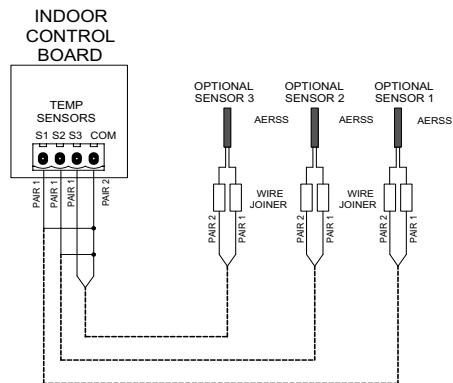 INDOOR
CONTROL
BOARD
TEMP
SENSORS
S1 S2 S3 COM
PAIR 1
PAIR 1
PAIR 1
PAIR 2
OPTIONAL
SENSOR 3
OPTIONAL
SENSOR 2
OPTIONAL
SENSOR 1
AERSS
AERSS
AERSS
WIRE
JOINER
WIRE
JOINER
PAIR 2
PAIR 1
PAIR 2
PAIR 1
PAIR 2
PAIR 1